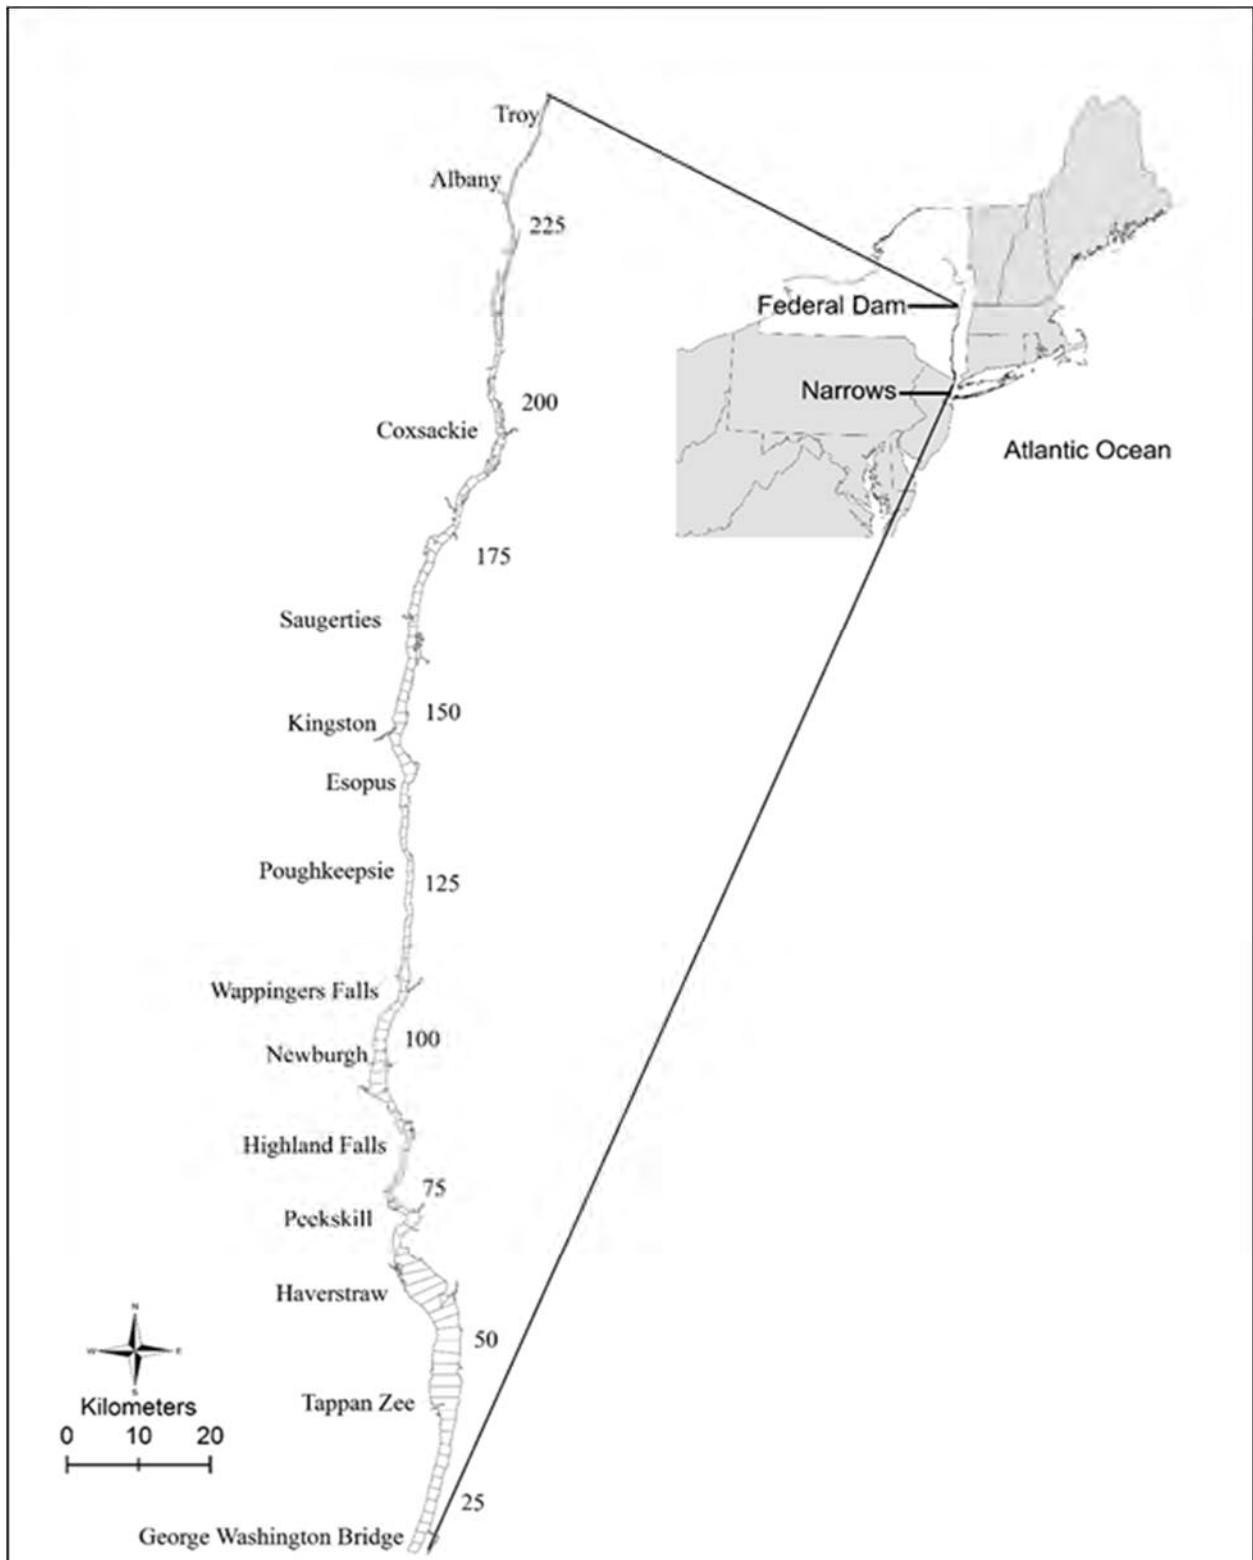 Troy
Albany
225
Federal Dam
Narrows
200
Coxsackie
Atlantic Ocean
175
Saugerties
150
Kingston
Esopus
Poughkeepsie
125
Wappingers Falls
100
Newburgh
Highland Falls
75
Peekskill
Haverstraw
N
W E
S
50
Kilometers
0 10 20
Tappan Zee
25
George Washington Bridge